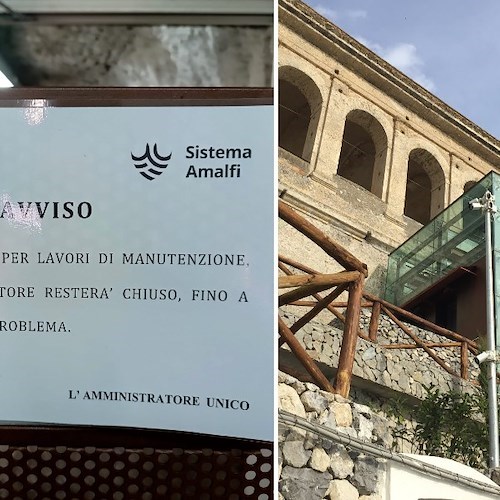 Sistema
Amalfi
AVVISO
PER LAVORI DI MANUTENZIONE,
TORE RESTERA' CHIUSO, FINO A
ROBLEMA.
L'AMMINISTRATORE UNICO